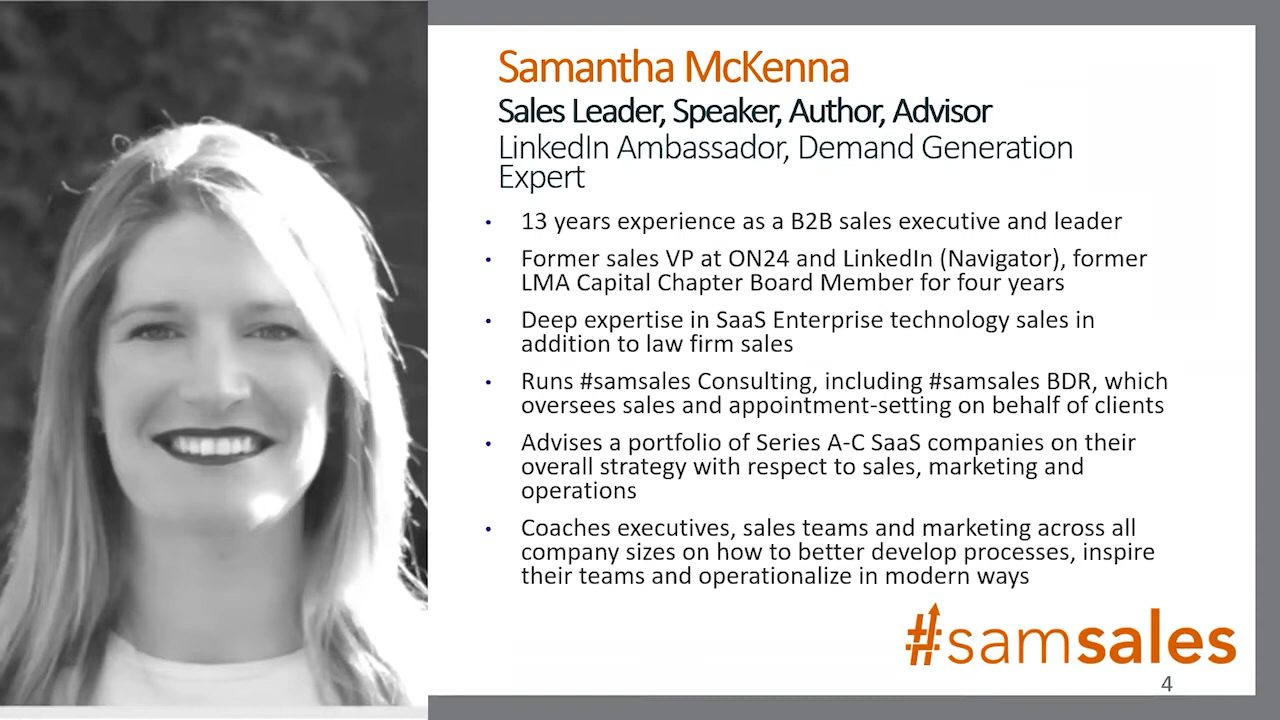 Samantha McKenna
Sales Leader, Speaker, Author, Advisor
LinkedIn Ambassador, Demand Generation
Expert
• 13 years experience as a B2B sales executive and leader
• Former sales VP at ON24 and LinkedIn (Navigator), former
LMA Capital Chapter Board Member for four years
• Deep expertise in SaaS Enterprise technology sales in
addition to law firm sales
• Runs #samsales Consulting, including #samsales BDR, which
oversees sales and appointment-setting on behalf of clients
• Advises a portfolio of Series A-C SaaS companies on their
overall strategy with respect to sales, marketing and
operations
• Coaches executives, sales teams and marketing across all
company sizes on how to better develop processes, inspire
their teams and operationalize in modern ways
#samsales
4